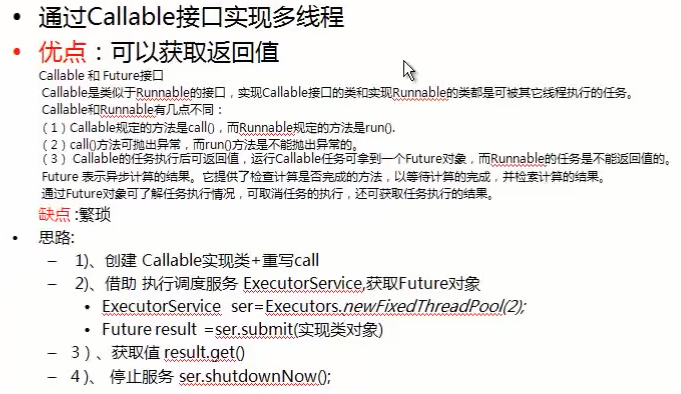 • 通过Callable接口实现多线程
• 优点：可以获取返回值
Callable 和 Future接口
Callable是类似于Runnable的接口，实现Callable接口的类和实现Runnable的类都是可被其它线程执行的任务。
Callable和Runnable有几点不同：
（1）Callable规定的方法是call()，而Runnable规定的方法是run().
（2）call()方法可抛出异常，而run()方法是不能抛出异常的。
（3） Callable的任务执行后可返回值，运行Callable任务可拿到一个Future对象，而Runnable的任务是不能返回值的。
Future 表示异步计算的结果。它提供了检查计算是否完成的方法，以等待计算的完成，并检索计算的结果。
通过Future对象可了解任务执行情况，可取消任务的执行，还可获取任务执行的结果。
缺点 :繁琐
• 思路:
– 1)、创建 Callable实现类+重写call
– 2)、借助 执行调度服务 ExecutorService,获取Future对象
• ExecutorService ser=Executors.newFixedThreadPool(2);
• Future result =ser.submit(实现类对象)
– 3）、获取值 result.get()
– 4)、 停止服务 ser.shutdownNow();